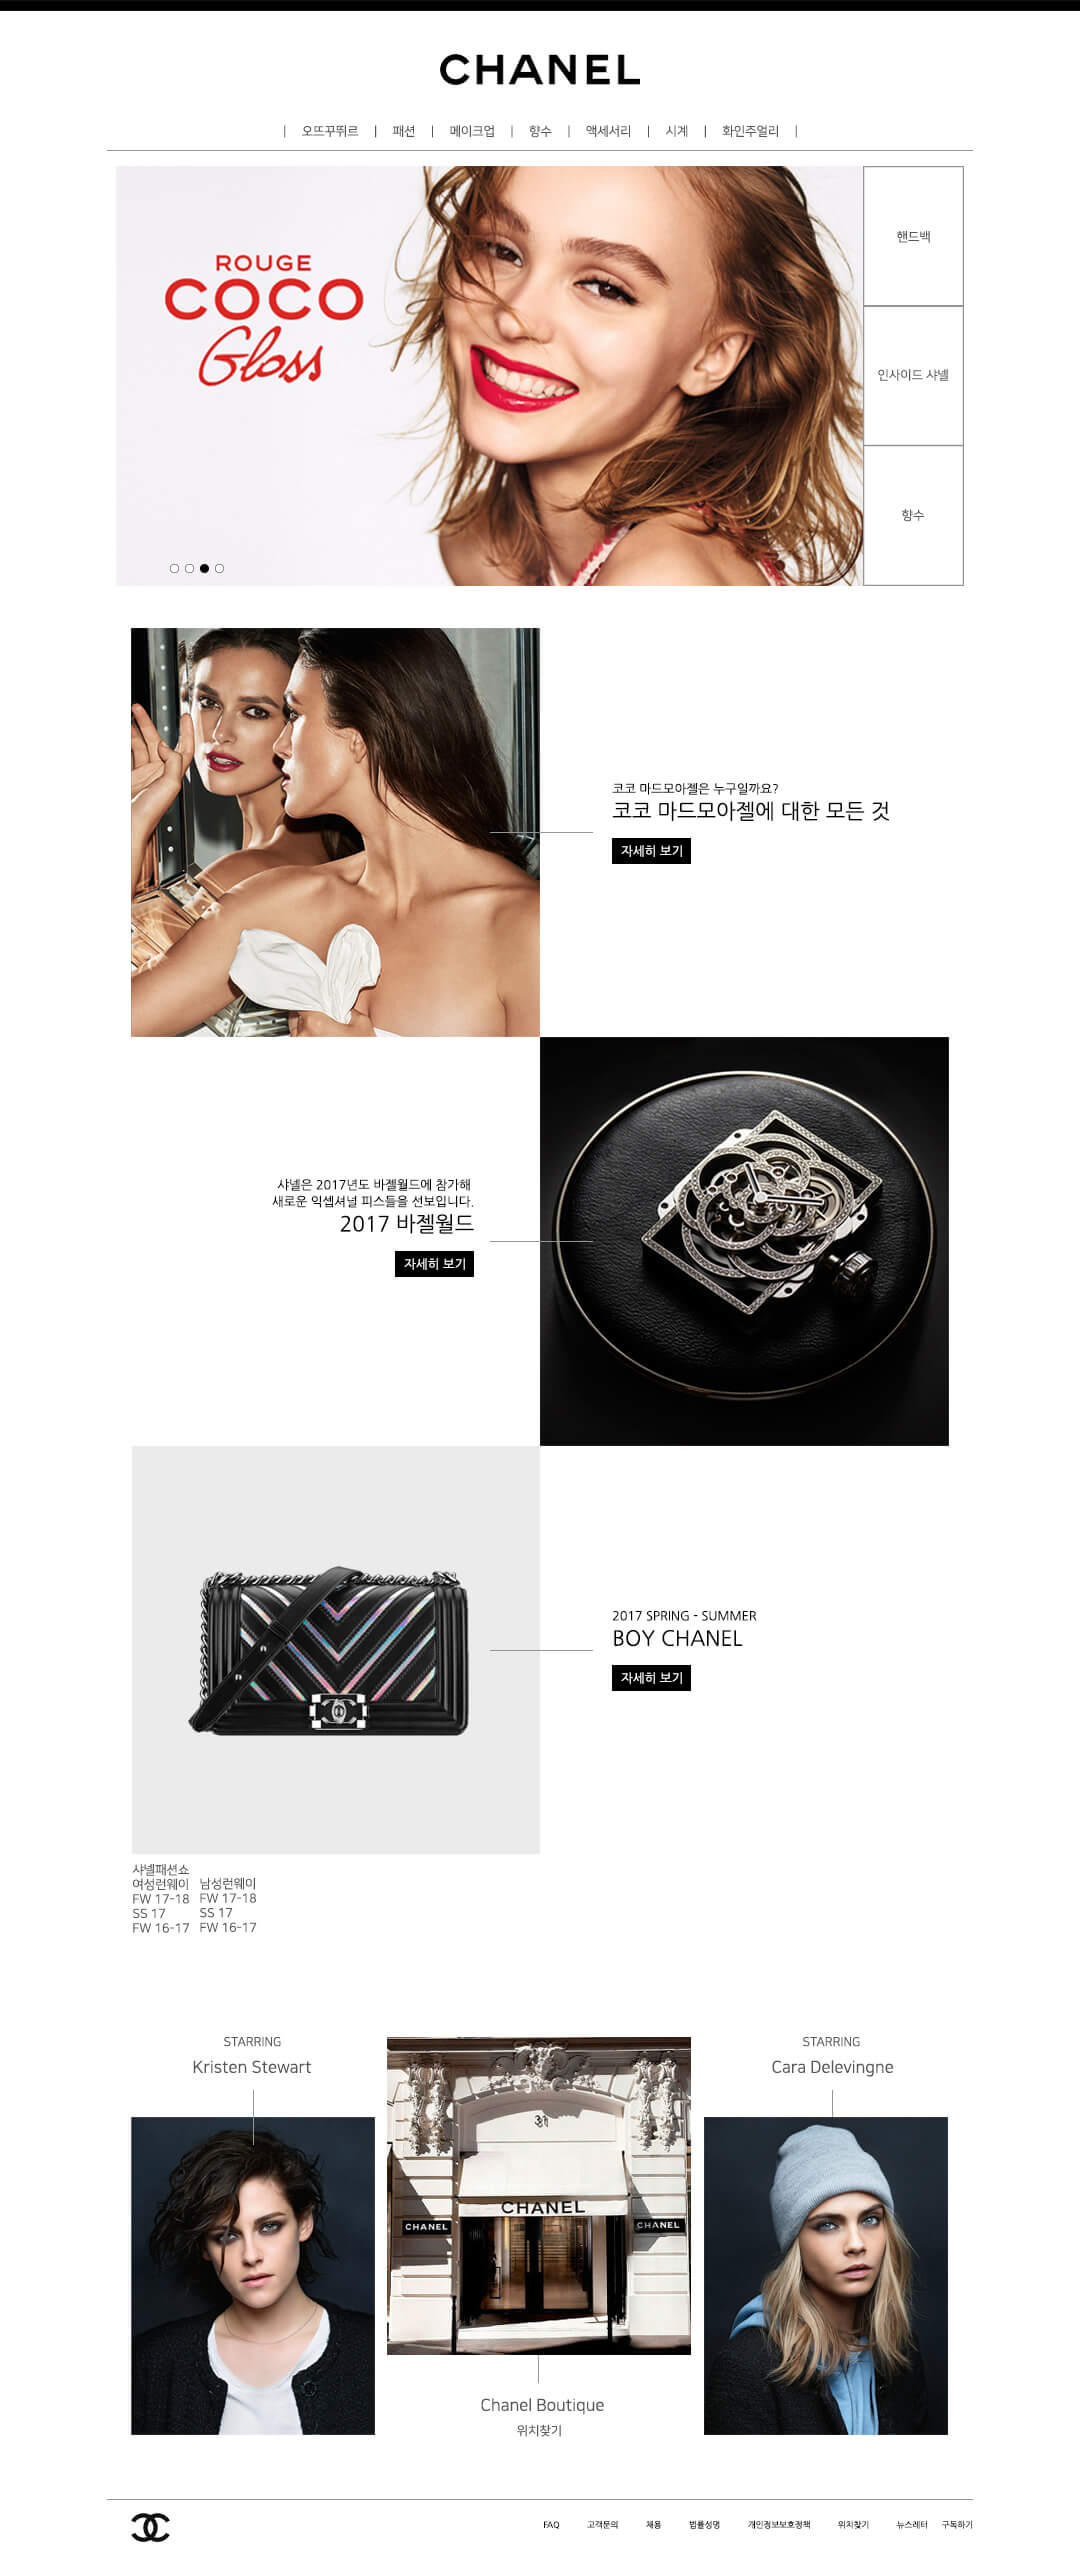 CHANEL
| 오뜨꾸뛰르 | 패션 | 메이크업 | 향수 | 액세서리 | 시계 | 화인주얼리 |
ROUGE
COCO
Gloss
핸드백
인사이드 샤넬
향수
코코 마드모아젤은 누구일까요?
코코 마드모아젤에 대한 모든 것
자세히 보기
샤넬은 2017년도 바젤월드에 참가해
새로운 익셉셔널 피스들을 선보입니다.
2017 바젤월드
자세히 보기
2017 SPRING - SUMMER
BOY CHANEL
자세히 보기
샤넬패션쇼
여성런웨이
FW 17-18
SS 17
FW 16-17
남성런웨이
FW 17-18
SS 17
FW 16-17
STARRING
Kristen Stewart
31
CHANEL
CHANEL
CHANEL
Chanel Boutique
위치찾기
STARRING
Cara Delevingne
FAQ 고객문의 채용 법률성명 개인정보보호정책 위치찾기 뉴스레터 구독하기